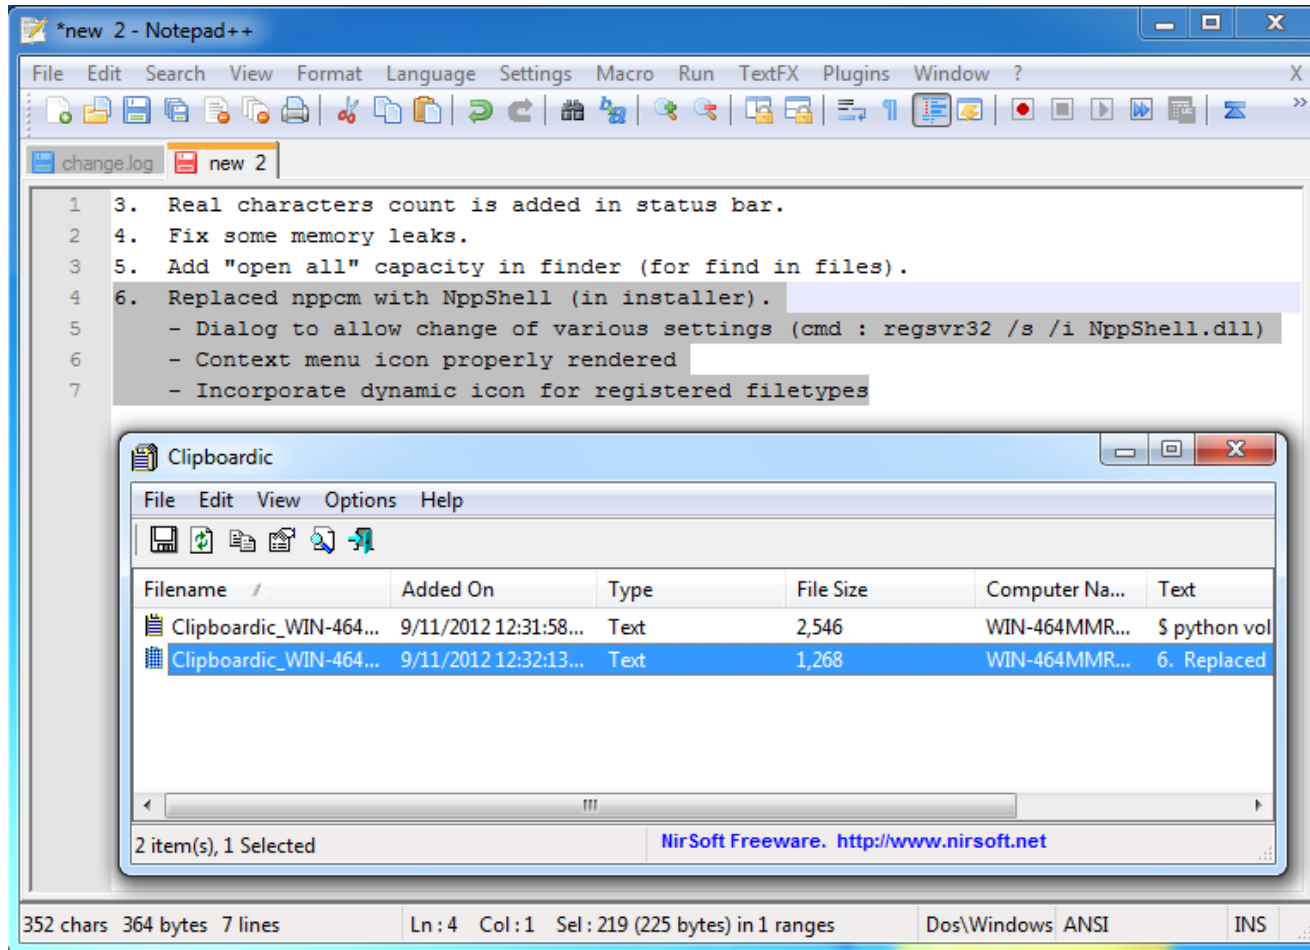 *new 2 - Notepad++
File Edit Search View Format Language Settings Macro Run TextFX Plugins Window ? X
change.log new 2
1 3. Real characters count is added in status bar.
2 4. Fix some memory leaks.
3 5. Add "open all" capacity in finder (for find in files).
4 6. Replaced nppcm with NppShell (in installer).
5 - Dialog to allow change of various settings (cmd : regsvr32 /s /i NppShell.dll)
6 - Context menu icon properly rendered
7 - Incorporate dynamic icon for registered filetypes
Clipboardic
File Edit View Options Help
Filename Added On Type File Size Computer Na... Text
Clipboardic_WIN-464... 9/11/2012 12:31:58... Text 2,546 WIN-464MMR... $ python vol
Clipboardic_WIN-464... 9/11/2012 12:32:13... Text 1,268 WIN-464MMR... 6. Replaced
2 item(s), 1 Selected NirSoft Freeware. http://www.nirsoft.net
352 chars 364 bytes 7 lines Ln : 4 Col : 1 Sel : 219 (225 bytes) in 1 ranges Dos\Windows ANSI INS